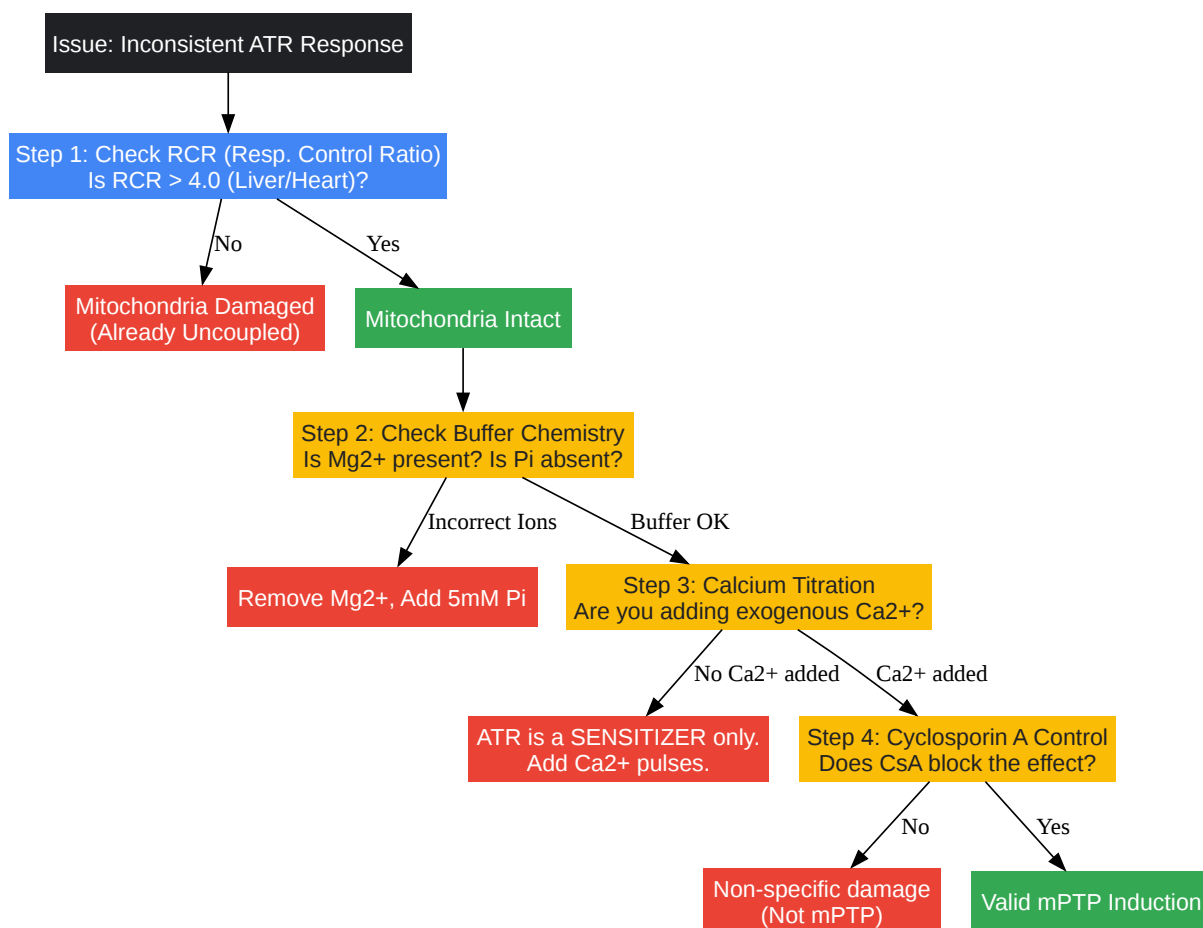 Issue: Inconsistent ATR Response
Step 1: Check RCR (Resp. Control Ratio)
Is RCR > 4.0 (Liver/Heart)?
No
Yes
Mitochondria Damaged
(Already Uncoupled)
Mitochondria Intact
Step 2: Check Buffer Chemistry
Is Mg2+ present? Is Pi absent?
Incorrect Ions
Buffer OK
Remove Mg2+, Add 5mM Pi
Step 3: Calcium Titration
Are you adding exogenous Ca2+?
No Ca2+ added
Ca2+ added
ATR is a SENSITIZER only.
Add Ca2+ pulses.
Step 4: Cyclosporin A Control
Does CsA block the effect?
No
Yes
Non-specific damage
(Not mPTP)
Valid mPTP Induction